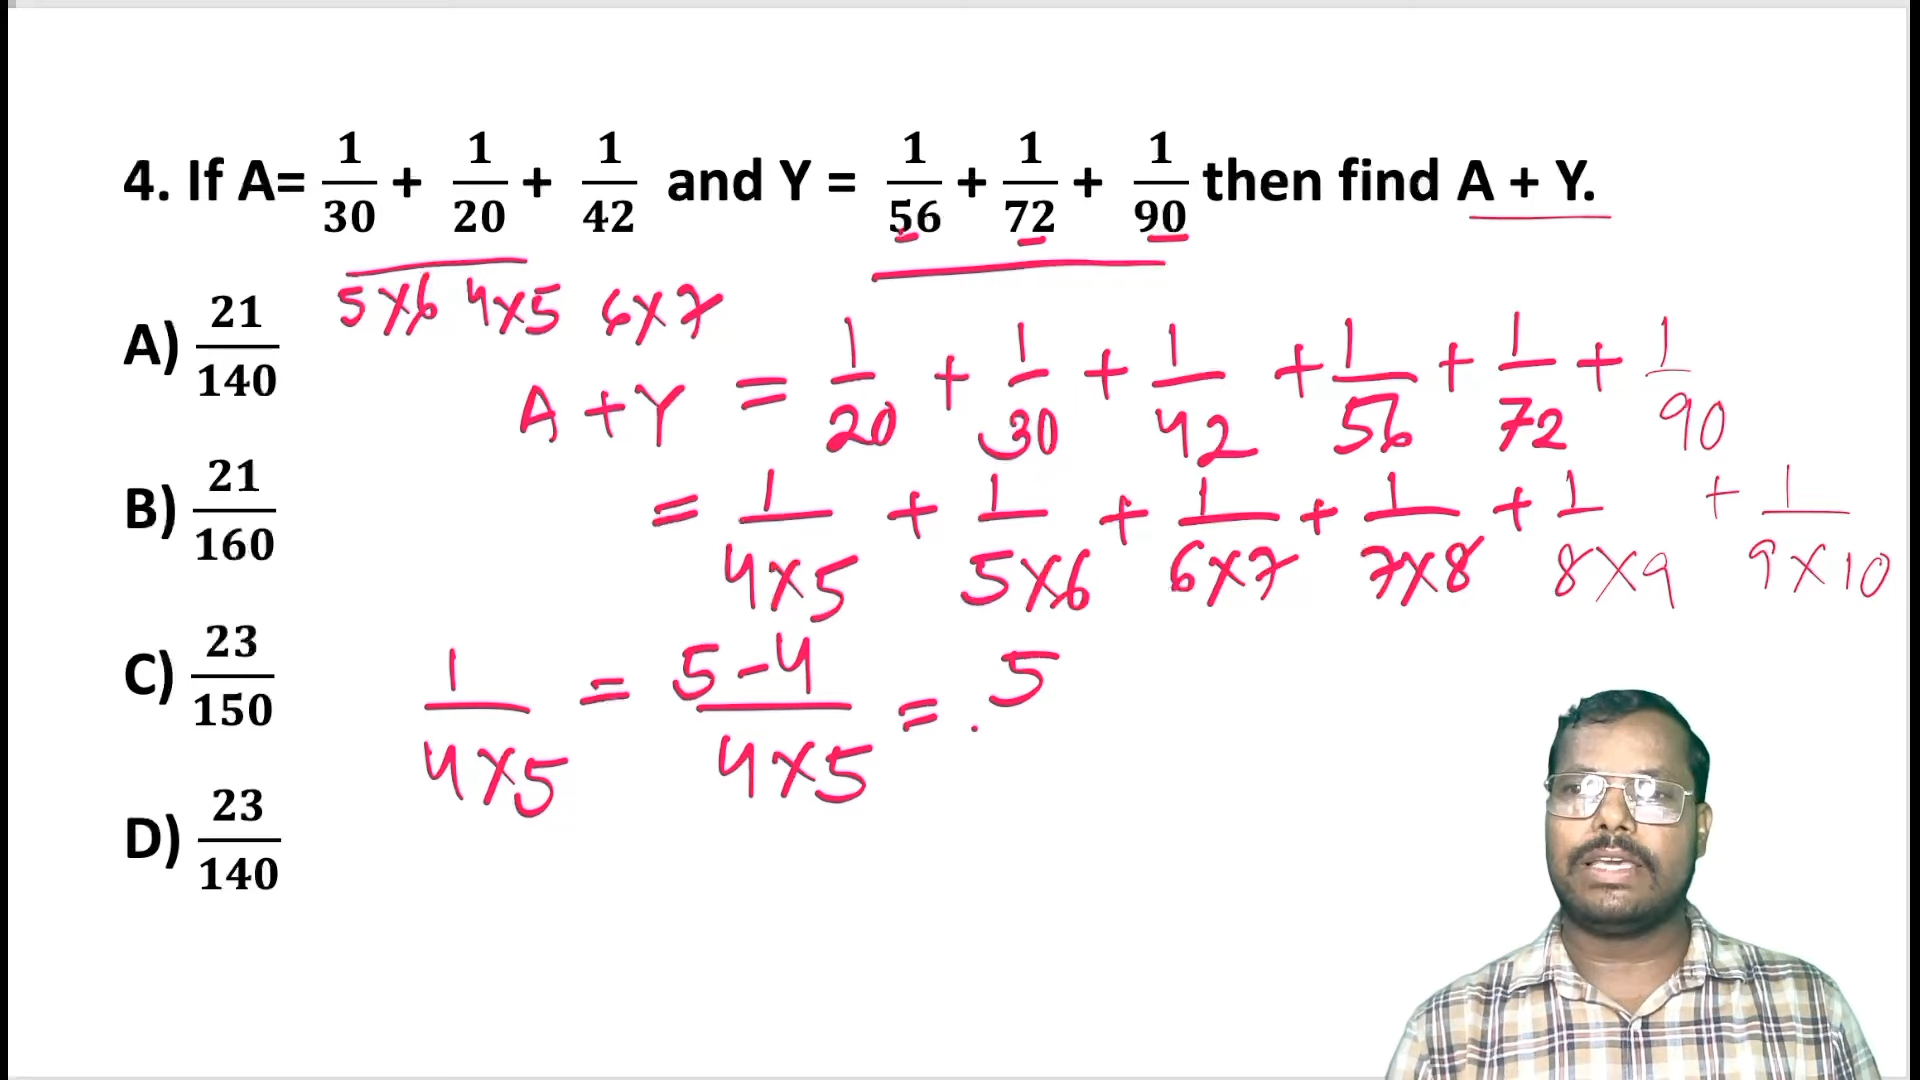 4. If A= 1/30 + 1/20 + 1/42 and Y = 1/56 + 1/72 + 1/90 then find A + Y.
5×6 4×5 6×7
A) 21/140
A + Y = 1/20 + 1/30 + 1/42 + 1/56 + 1/72 + 1/90
B) 21/160
= 1/4×5 + 1/5×6 + 1/6×7 + 1/7×8 + 1/8×9 + 1/9×10
C) 23/150
1/4×5 = 5-4/4×5 = 5
D) 23/140